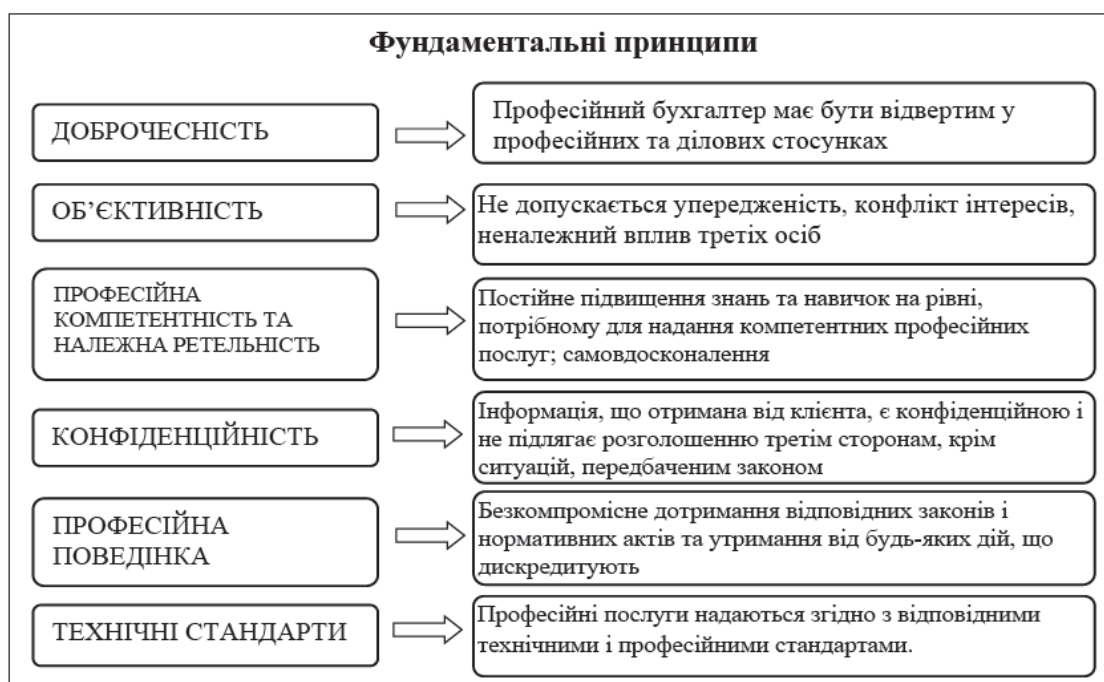 Фундаментальні принципи
ДОБРОЧЕСНІСТЬ
Професійний бухгалтер має бути відвертим у
професійних та ділових стосунках
ОБ’ЄКТИВНІСТЬ
Не допускається упередженість, конфлікт інтересів,
неналежний вплив третіх осіб
ПРОФЕСІЙНА
КОМПЕТЕНТНІСТЬ ТА
НАЛЕЖНА РЕТЕЛЬНІСТЬ
Постійне підвищення знань та навичок на рівні,
потрібному для надання компетентних професійних
послуг; самовдосконалення
КОНФІДЕНЦІЙНІСТЬ
Інформація, що отримана від клієнта, є конфіденційною і
не підлягає розголошенню третім сторонам, крім
ситуацій, передбаченим законом
ПРОФЕСІЙНА
ПОВЕДІНКА
Безкомпромісне дотримання відповідних законів і
нормативних актів та утримання від будь-яких дій, що
дискредитують
ТЕХНІЧНІ СТАНДАРТИ
Професійні послуги надаються згідно з відповідними
технічними і професійними стандартами.